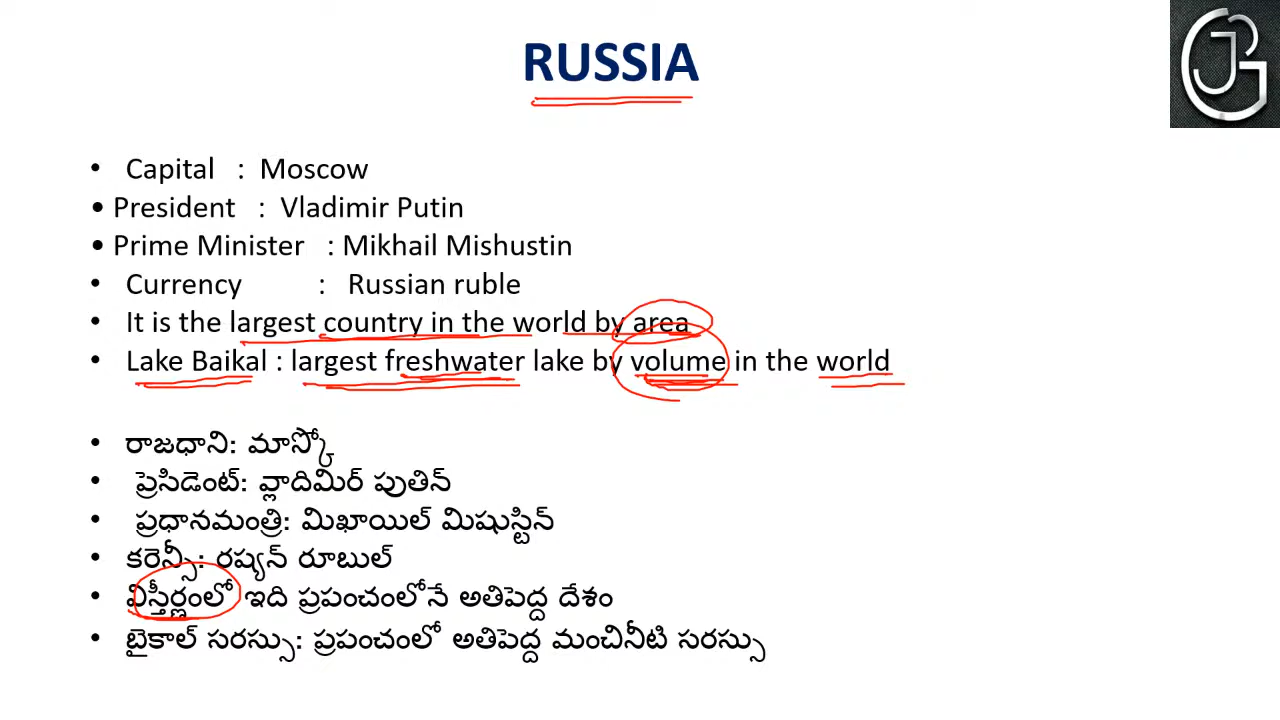 RUSSIA
• Capital : Moscow
• President : Vladimir Putin
• Prime Minister : Mikhail Mishustin
• Currency : Russian ruble
• It is the largest country in the world by area
• Lake Baikal : largest freshwater lake by volume in the world
• రాజధాని: మాస్కో
• ప్రెసిడెంట్: వ్లాదిమిర్ పుతిన్
• ప్రధానమంత్రి: మిఖాయిల్ మిషుస్టిన్
• కరెన్సీ: రష్యన్ రూబుల్
• విస్తీర్ణంలో ఇది ప్రపంచంలోనే అతిపెద్ద దేశం
• బైకాల్ సరస్సు: ప్రపంచంలో అతిపెద్ద మంచినీటి సరస్సు